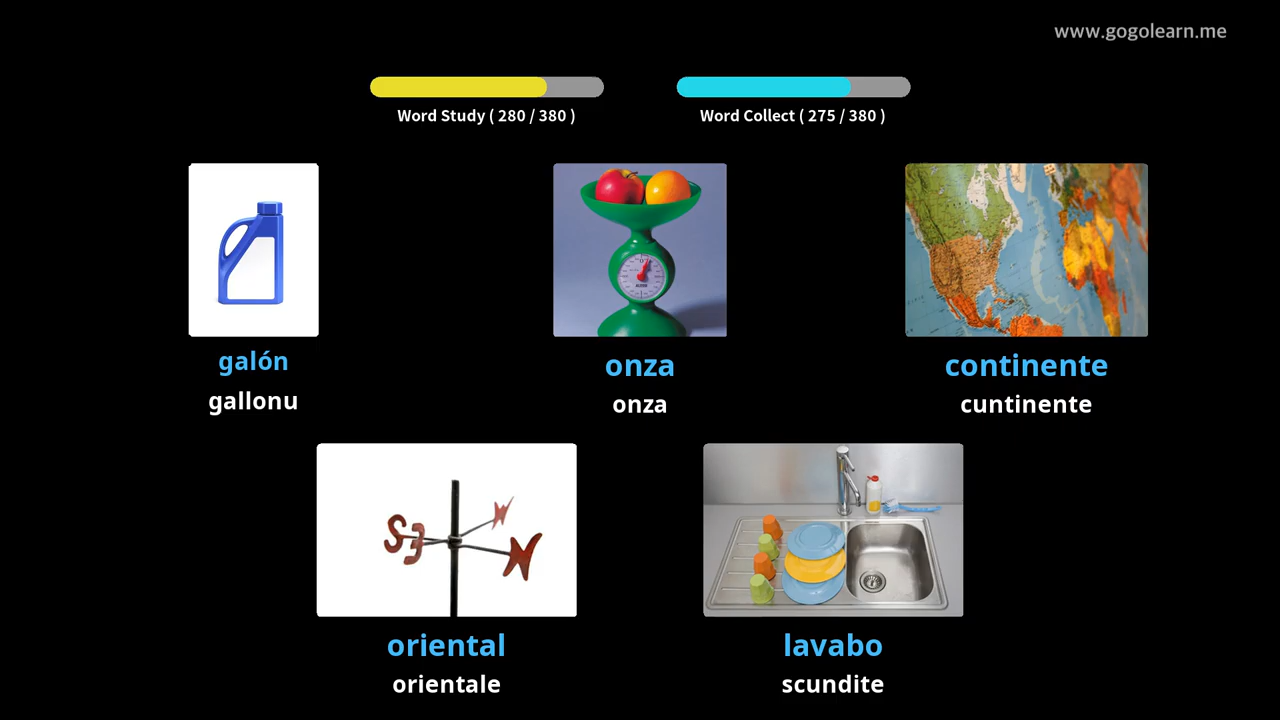 www.gogolearn.me
Word Study ( 280 / 380 )
Word Collect ( 275 / 380 )
galón
gallonu
onza
onza
continente
cuntinente
oriental
orientale
lavabo
scundite